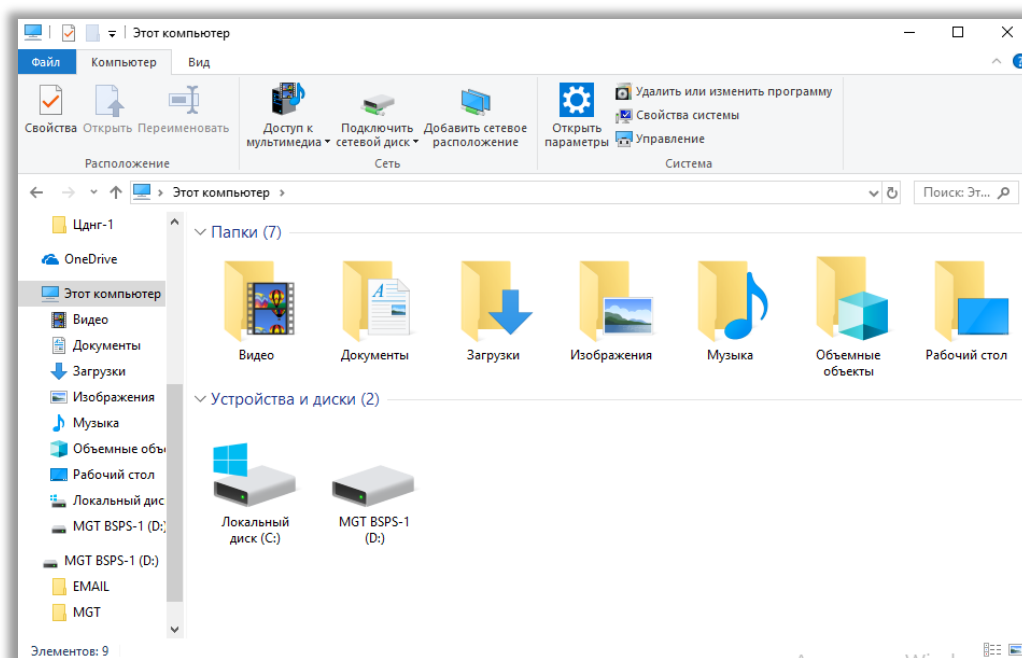 Этот компьютер
Файл Компьютер Вид
Свойства Открыть Переименовать
Расположение
Доступ к
мультимедиа
Подключить
сетевой диск
Добавить сетевое
расположение
Сеть
Открыть
параметры
Удалить или изменить программу
Свойства системы
Управление
Система
Этот компьютер
Поиск: Эт...
Цднг-1
OneDrive
Этот компьютер
Видео
Документы
Загрузки
Изображения
Музыка
Объемные объ
Рабочий стол
Локальный дис
MGT BSPS-1 (D:)
MGT BSPS-1 (D:)
EMAIL
MGT
Папки (7)
Видео
Документы
Загрузки
Изображения
Музыка
Объемные
объекты
Рабочий стол
Устройства и диски (2)
Локальный
диск (C:)
MGT BSPS-1
(D:)
Элементов: 9